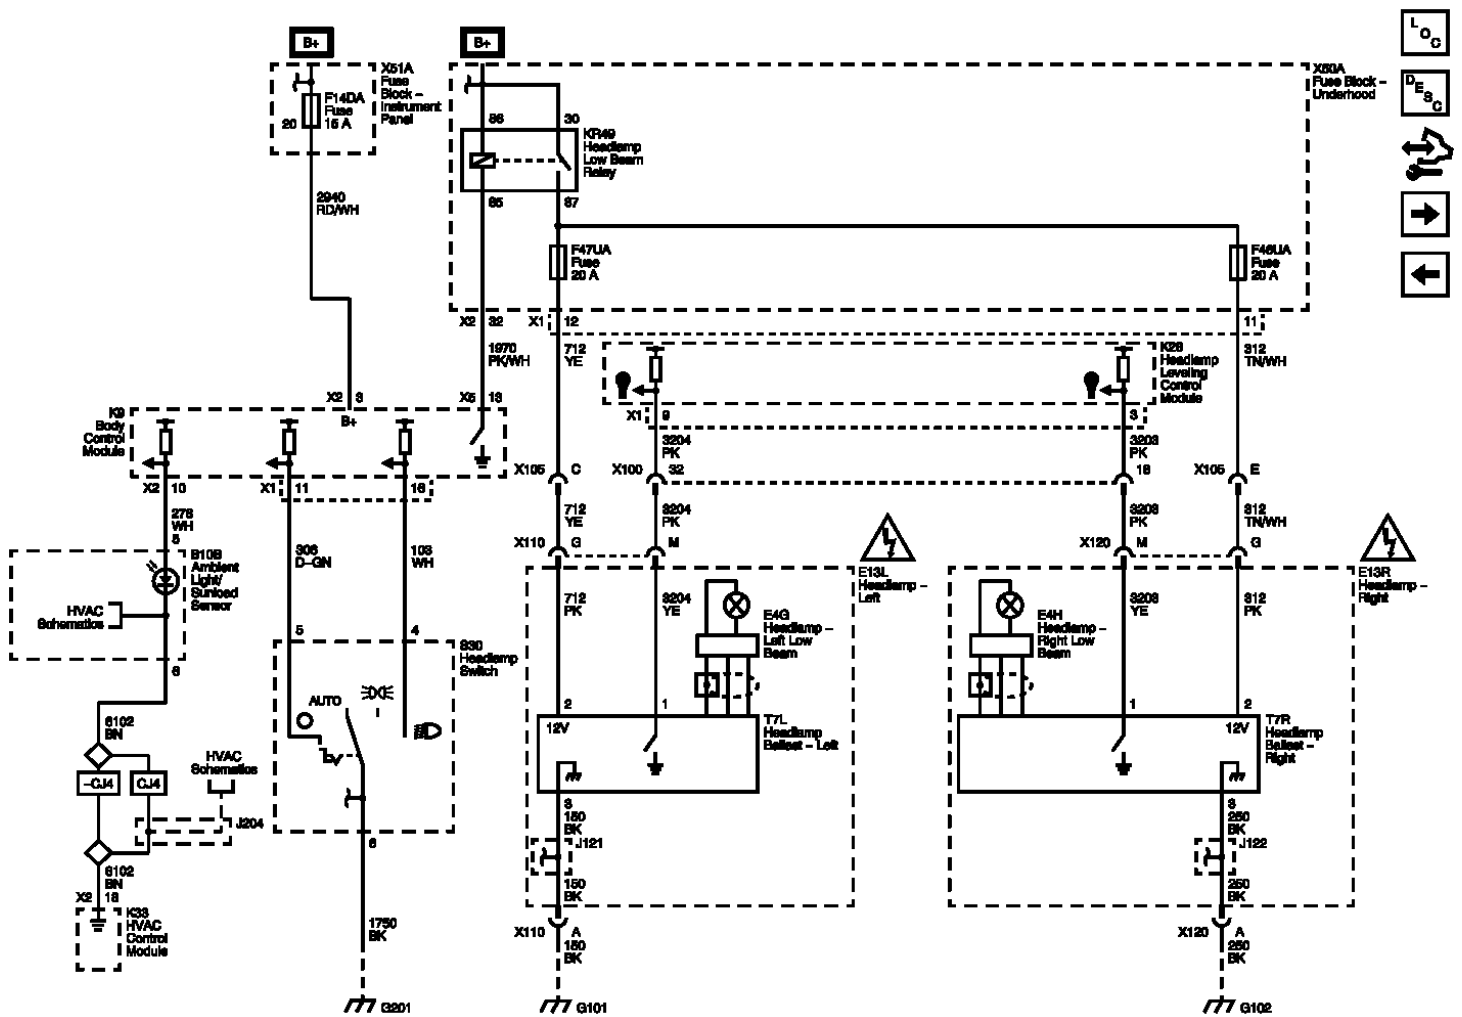 B+
B+
L O C
D E S C
X51A
Fuse
Block –
Instrument
Panel
F14DA
Fuse
15 A
20
X50A
Fuse Block –
Underhood
86
30
KR49
Headlamp
Low Beam
Relay
85
87
2940
RD/WH
F47UA
Fuse
20 A
F46UA
Fuse
20 A
X2 32
X1 12
11
1970
PK/WH
712
YE
312
TN/WH
K28
Headlamp
Leveling
Control
Module
X2 3
X5 13
X1 9
3
K9
Body
Control
Module
B+
3204
PK
3203
PK
X105 C
X100 32
18
X105 E
X2 10
X1 11
16
278
WH
5
712
YE
3204
PK
3203
PK
312
TN/WH
X110 G
M
X120 M
G
306
D-GN
103
WH
B10B
Ambient
Light/
Sunload
Sensor
HVAC
Schematics
E13L
Headlamp –
Left
E13R
Headlamp –
Right
712
PK
3204
YE
E4G
Headlamp –
Left Low
Beam
E4H
Headlamp –
Right Low
Beam
3203
YE
312
PK
5
4
S30
Headlamp
Switch
6
AUTO
2
1
1
2
6102
BN
12V
T7L
Headlamp
Ballast – Left
12V
T7R
Headlamp
Ballast –
Right
HVAC
Schematics
-CJ4
CJ4
J204
3
150
BK
3
250
BK
6
J121
J122
6102
BN
150
BK
250
BK
X2 18
K33
HVAC
Control
Module
1750
BK
X110 A
150
BK
X120 A
250
BK
G201
G101
G102